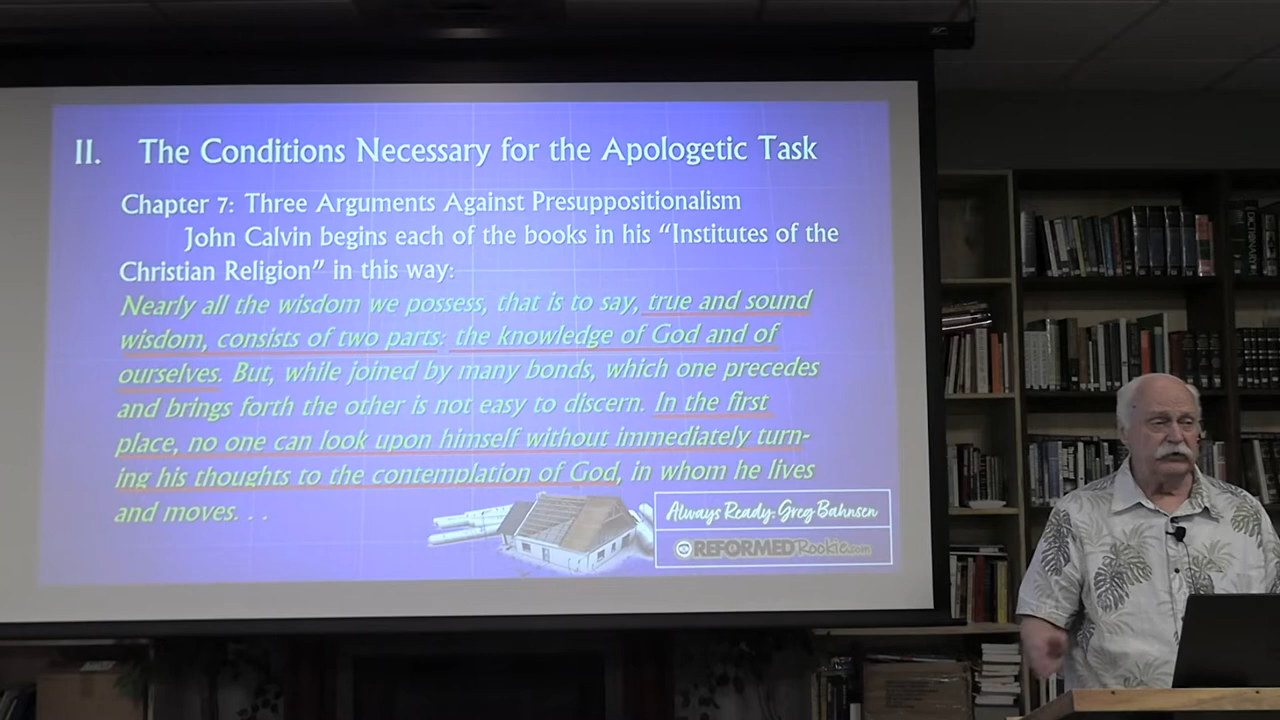 II. The Conditions Necessary for the Apologetic Task
Chapter 7: Three Arguments Against Presuppositionalism
John Calvin begins each of the books in his “Institutes of the
Christian Religion” in this way:
Nearly all the wisdom we possess, that is to say, true and sound
wisdom, consists of two parts: the knowledge of God and of
ourselves. But, while joined by many bonds, which one precedes
and brings forth the other is not easy to discern. In the first
place, no one can look upon himself without immediately turn-
ing his thoughts to the contemplation of God, in whom he lives
and moves. . .
Always Ready: Greg Bahnsen
REFORMEDRookie.com
DICTIONARY